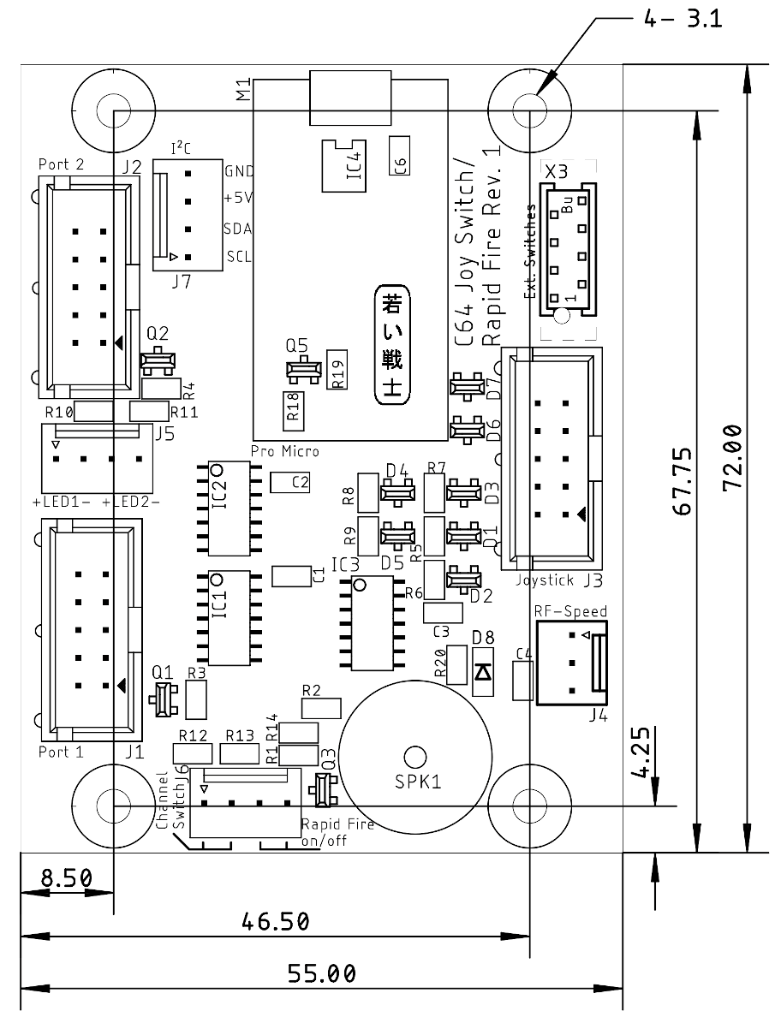 4- 3.1
M1
I²C
IC4
C6
Port 2
J2
GND
+5V
SDA
SCL
J7
C64 Joy Switch/
Rapid Fire Rev. 1
X3
Bu
1
Ext. Switches
若い戦士
Q2
R4
Q5
R19
R18
D7
D6
R10
R11
J5
Pro Micro
+LED1- +LED2-
IC2
C2
R8
D4
R7
D3
R9
D5
R5
D1
IC1
C1
IC3
R6
D2
C3
Joystick J3
RF-Speed
R20
D8
C4
J4
Q1
R3
R2
R12
R13
R14
R1
Q3
SPK1
Port 1
J1
Channel
Switch
J6
Rapid Fire
on/off
67.75
72.00
4.25
8.50
46.50
55.00